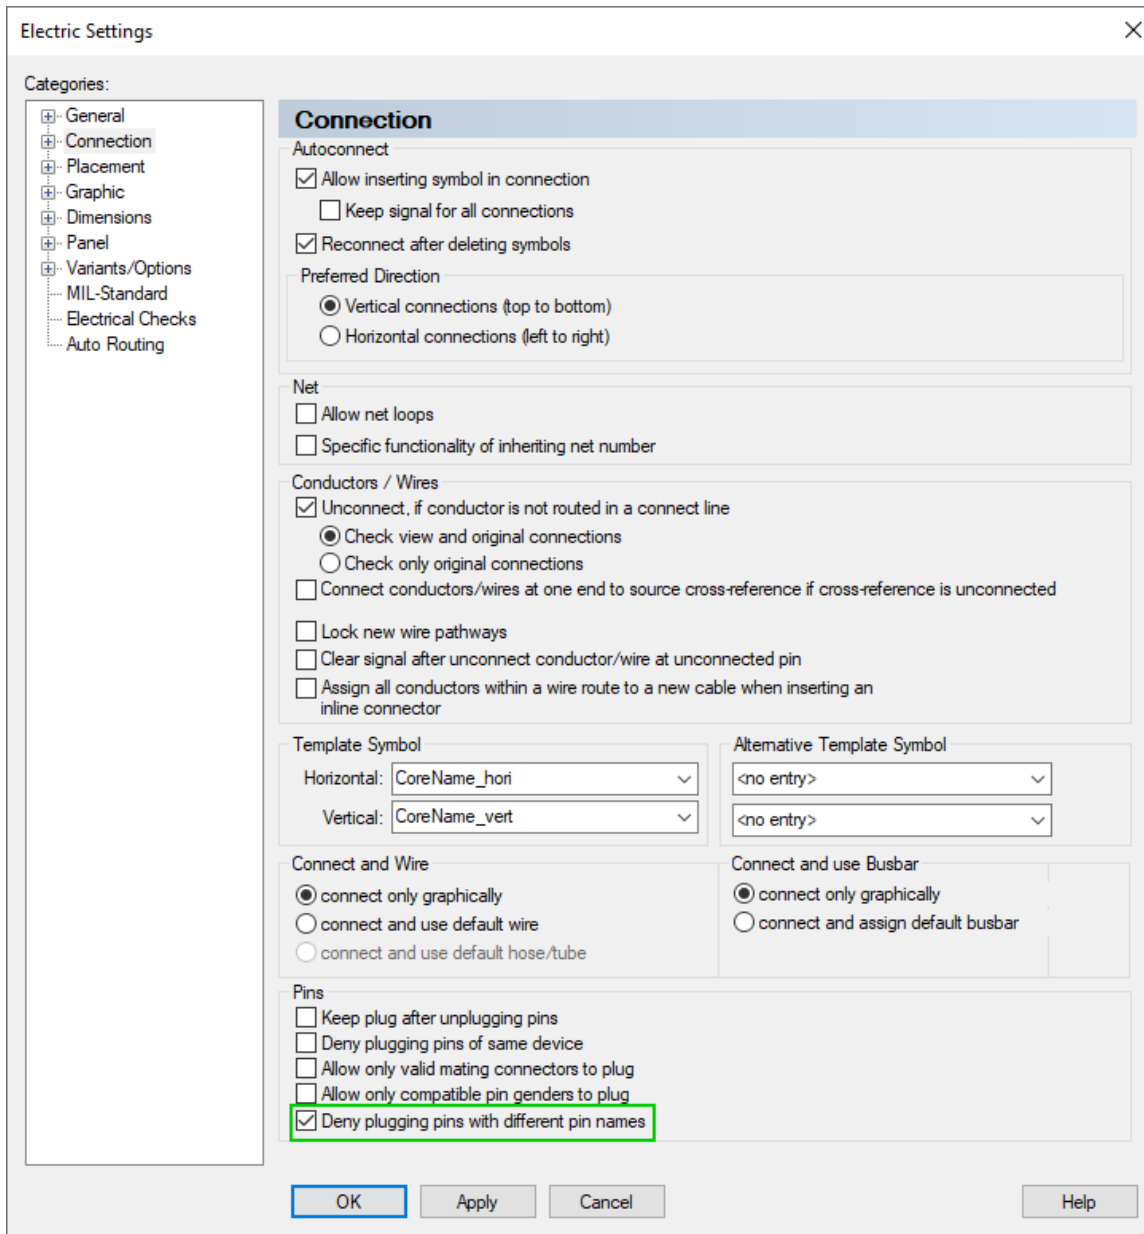 Electric Settings
Categories:
General
Connection
Placement
Graphic
Dimensions
Panel
Variants/Options
MIL-Standard
Electrical Checks
Auto Routing
Connection
Autoconnect
Allow inserting symbol in connection
Keep signal for all connections
Reconnect after deleting symbols
Preferred Direction
Vertical connections (top to bottom)
Horizontal connections (left to right)
Net
Allow net loops
Specific functionality of inheriting net number
Conductors / Wires
Unconnect, if conductor is not routed in a connect line
Check view and original connections
Check only original connections
Connect conductors/wires at one end to source cross-reference if cross-reference is unconnected
Lock new wire pathways
Clear signal after unconnect conductor/wire at unconnected pin
Assign all conductors within a wire route to a new cable when inserting an
inline connector
Template Symbol
Horizontal: CoreName_hori
Vertical: CoreName_vert
Alternative Template Symbol
<no entry>
<no entry>
Connect and Wire
connect only graphically
connect and use default wire
connect and use default hose/tube
Connect and use Busbar
connect only graphically
connect and assign default busbar
Pins
Keep plug after unplugging pins
Deny plugging pins of same device
Allow only valid mating connectors to plug
Allow only compatible pin genders to plug
Deny plugging pins with different pin names
OK
Apply
Cancel
Help